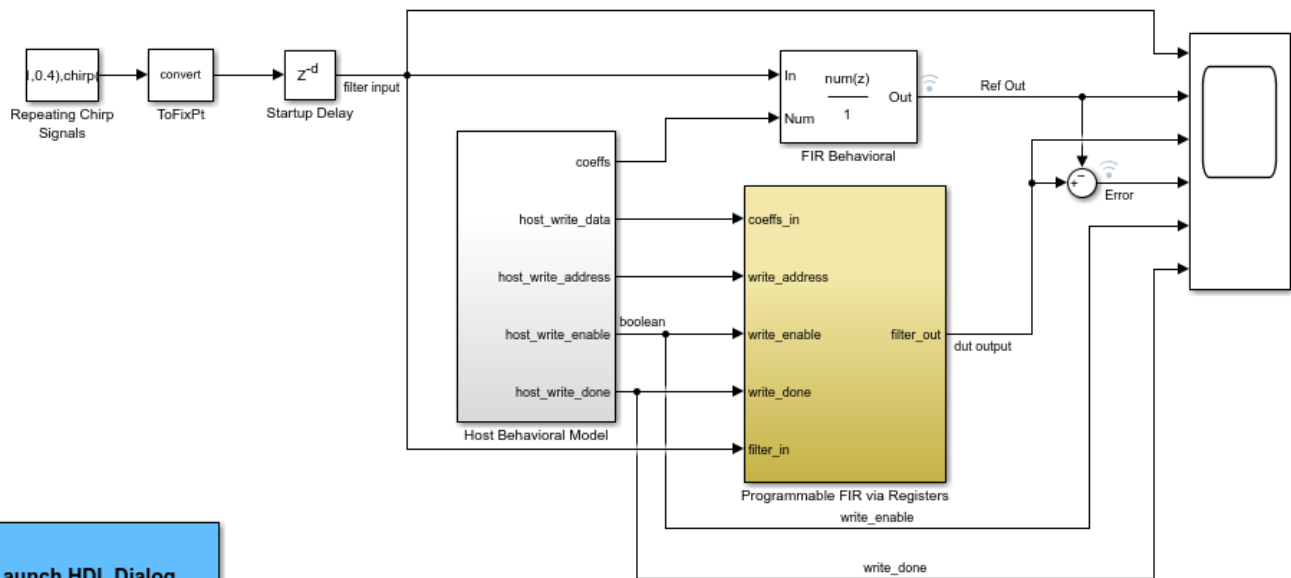 ,0.4),chirp(
Repeating Chirp
Signals
convert
ToFixPt
Z-d
Startup Delay
filter input
In
Num
num(z)
1
Out
FIR Behavioral
Ref Out
Error
coeffs
host_write_data
host_write_address
host_write_enable
host_write_done
Host Behavioral Model
boolean
coeffs_in
write_address
write_enable
write_done
filter_in
filter_out
Programmable FIR via Registers
dut output
write_enable
write_done
HDL Dialog